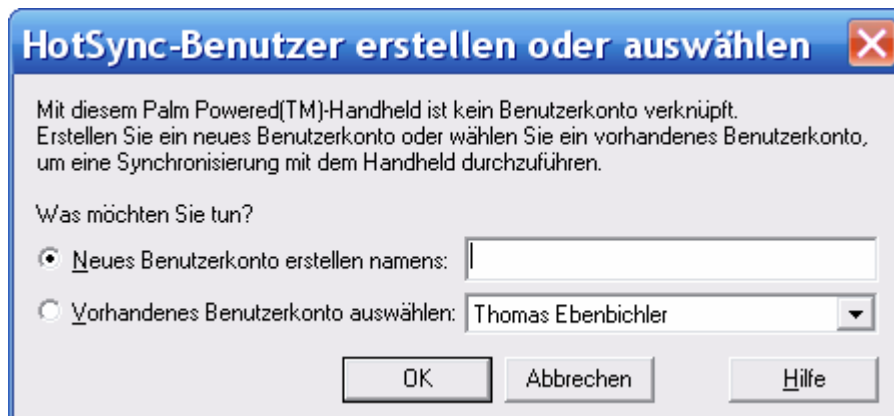 HotSync-Benutzer erstellen oder auswählen
Mit diesem Palm Powered(TM)-Handheld ist kein Benutzerkonto verknüpft.
Erstellen Sie ein neues Benutzerkonto oder wählen Sie ein vorhandenes Benutzerkonto,
um eine Synchronisierung mit dem Handheld durchzuführen.
Was möchten Sie tun?
Neues Benutzerkonto erstellen namens:
Vorhandenes Benutzerkonto auswählen: Thomas Ebenbichler
OK Abbrechen Hilfe